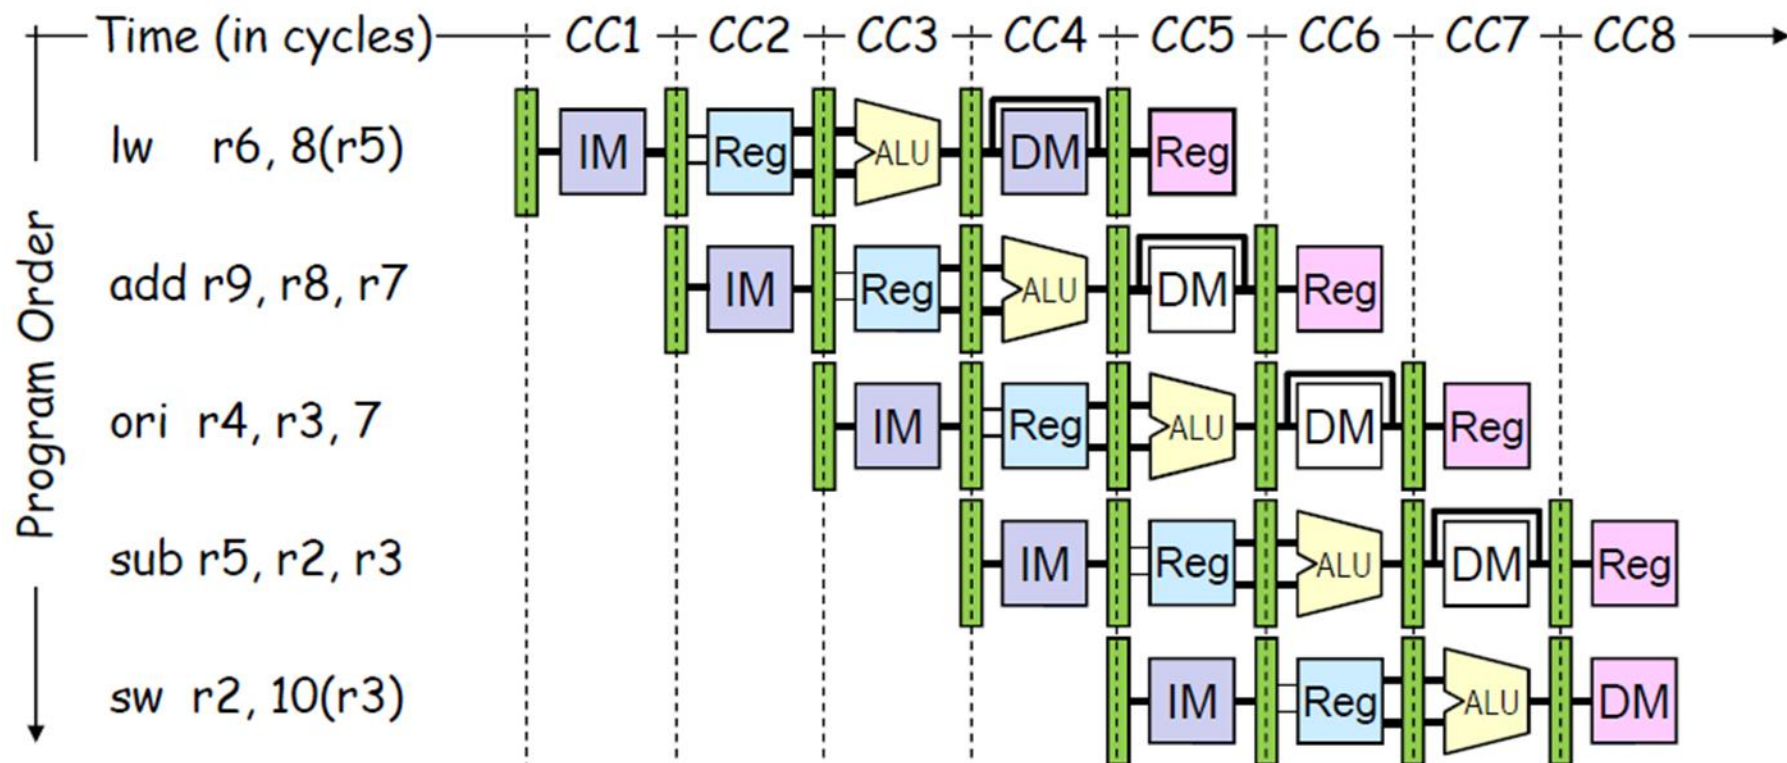 Time (in cycles) CC1 CC2 CC3 CC4 CC5 CC6 CC7 CC8
Program Order
lw r6, 8(r5) IM Reg ALU DM Reg
add r9, r8, r7 IM Reg ALU DM Reg
ori r4, r3, 7 IM Reg ALU DM Reg
sub r5, r2, r3 IM Reg ALU DM Reg
sw r2, 10(r3) IM Reg ALU DM